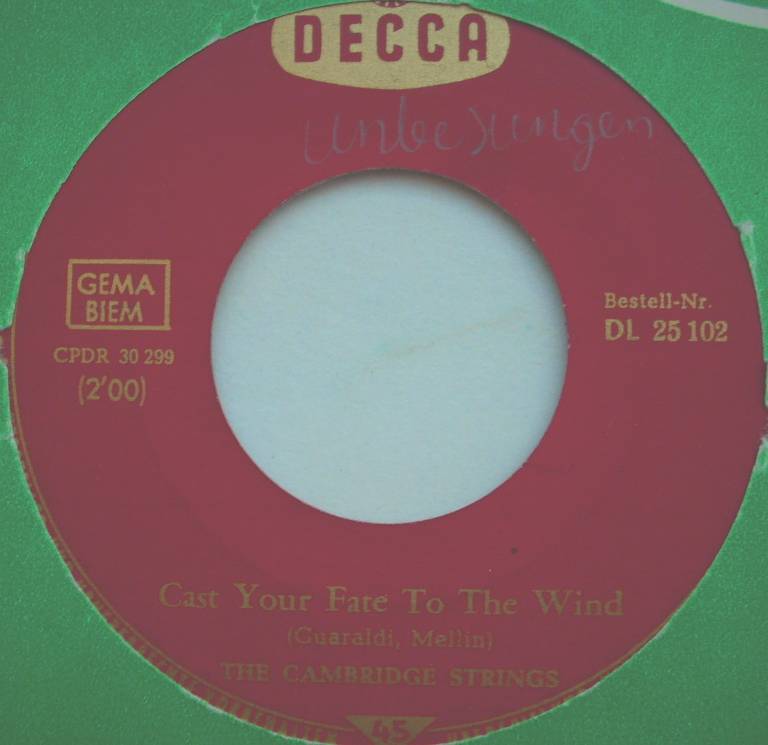 DECCA
unbesungen
GEMA
BIEM
CPDR 30 299
(2'00)
Bestell-Nr.
DL 25 102
Cast Your Fate To The Wind
(Guaraldi, Mellin)
THE CAMBRIDGE STRINGS
45